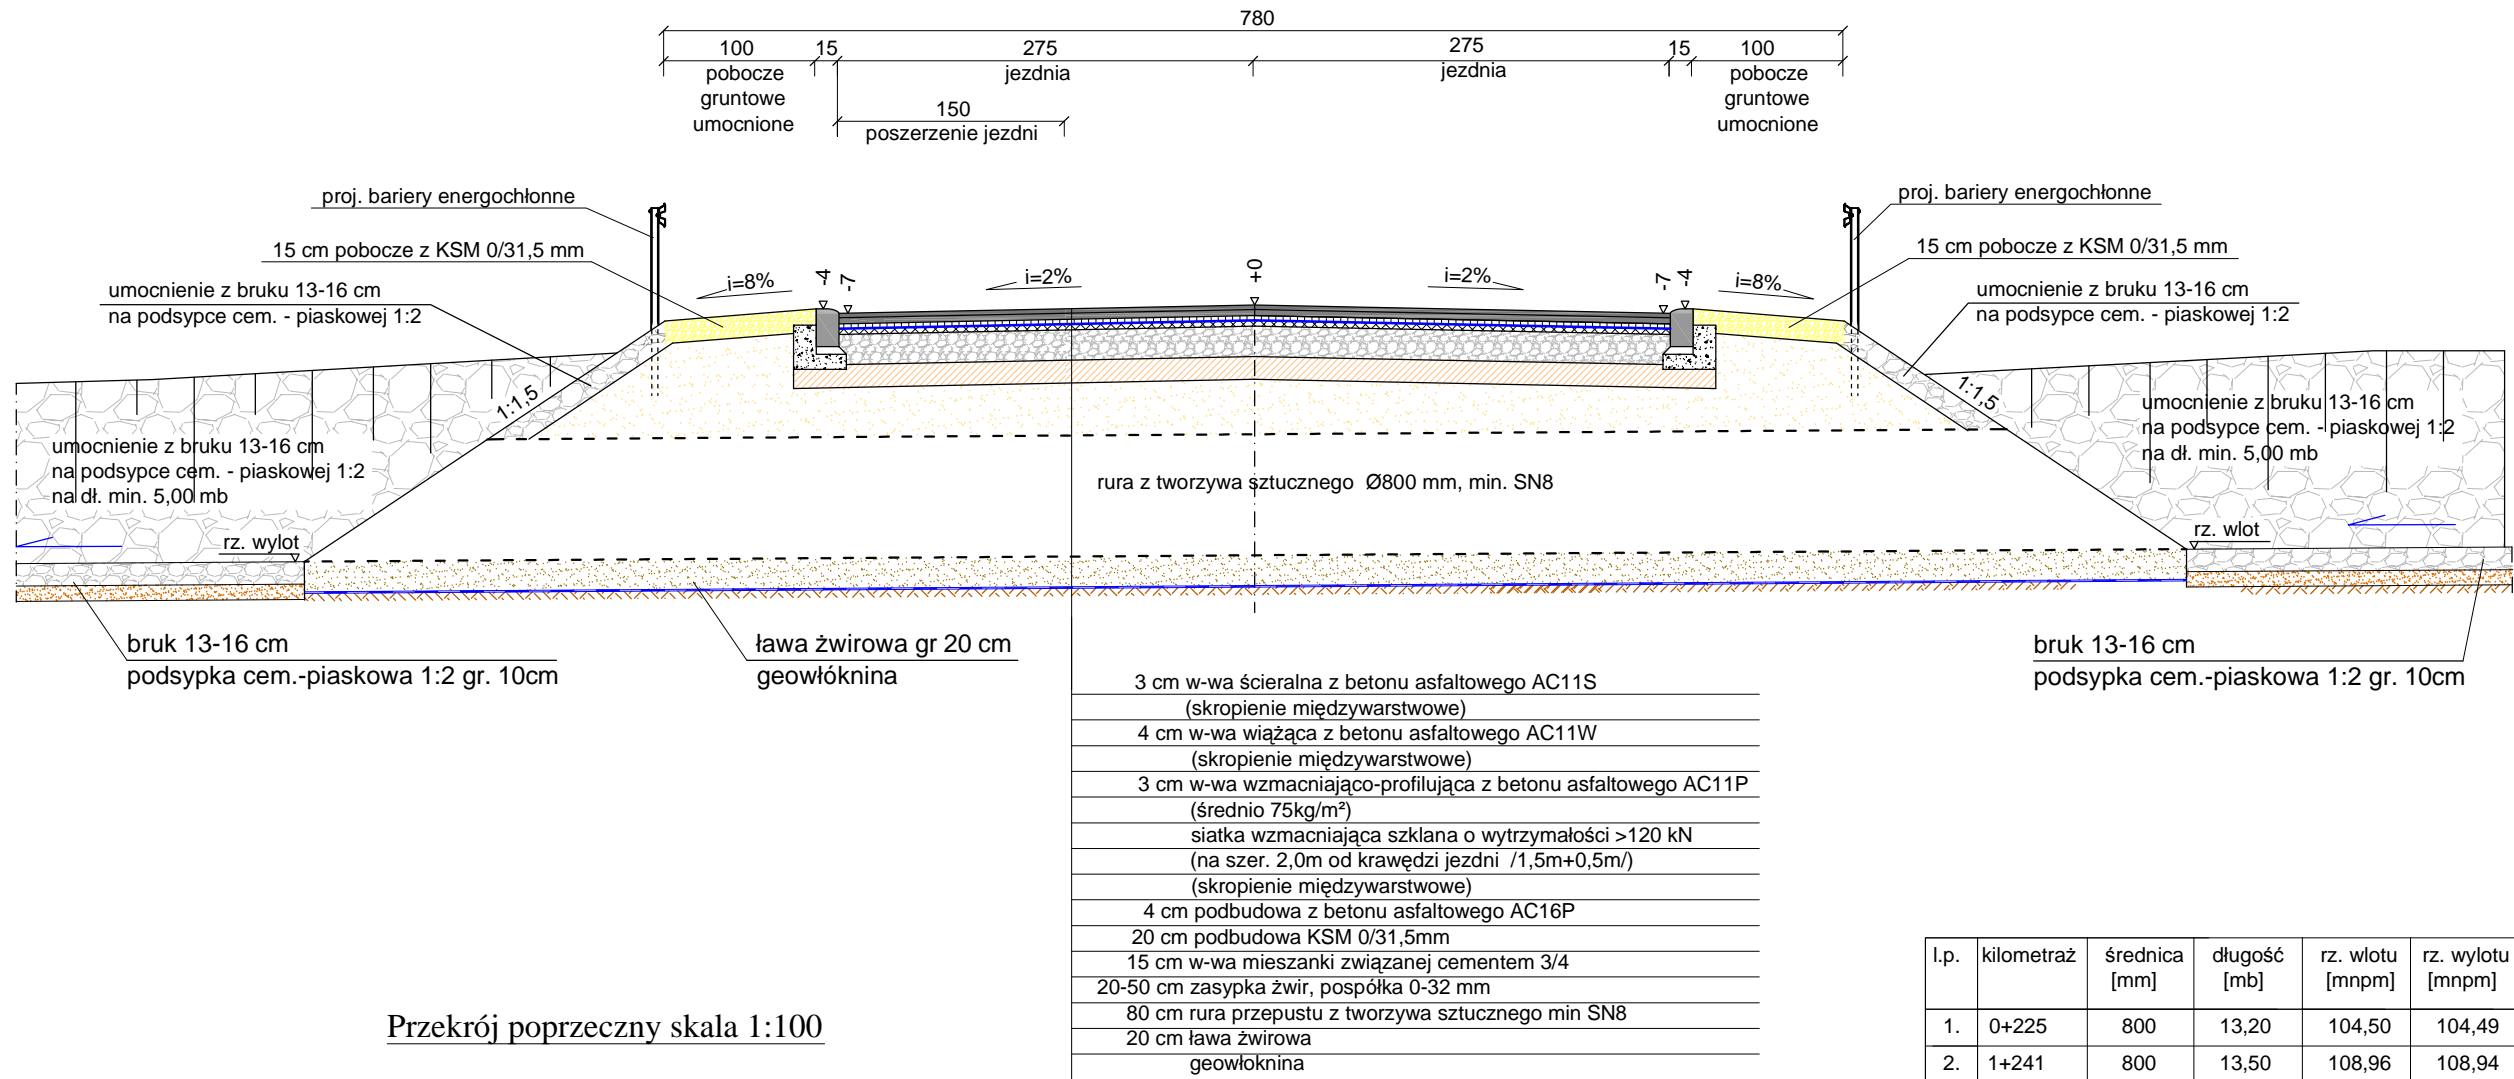 780
100
15
275
275
15
100
pobocze
gruntowe
umocnione
jezdnia
jezdnia
pobocze
gruntowe
umocnione
150
poszerzenie jezdni
proj. bariery energochłonne
15 cm pobocze z KSM 0/31,5 mm
umocnienie z bruku 13-16 cm
na podsypce cem. - piaskowej 1:2
i=8%
-4
-7
i=2%
+0
i=2%
-7
-4
i=8%
proj. bariery energochłonne
15 cm pobocze z KSM 0/31,5 mm
umocnienie z bruku 13-16 cm
na podsypce cem. - piaskowej 1:2
1:1,5
1:1,5
umocnienie z bruku 13-16 cm
na podsypce cem. - piaskowej 1:2
na dł. min. 5,00 mb
umocnienie z bruku 13-16 cm
na podsypce cem. - piaskowej 1:2
na dł. min. 5,00 mb
rura z tworzywa sztucznego Ø800 mm, min. SN8
rz. wylot
rz. wlot
bruk 13-16 cm
podsypka cem.-piaskowa 1:2 gr. 10cm
ława żwirowa gr 20 cm
geowłóknina
bruk 13-16 cm
podsypka cem.-piaskowa 1:2 gr. 10cm
3 cm w-wa ścieralna z betonu asfaltowego AC11S
(skropienie międzywarstwowe)
4 cm w-wa wiążąca z betonu asfaltowego AC11W
(skropienie międzywarstwowe)
3 cm w-wa wzmacniająco-profilująca z betonu asfaltowego AC11P
(średnio 75kg/m²)
siatka wzmacniająca szklana o wytrzymałości >120 kN
(na szer. 2,0m od krawędzi jezdni /1,5m+0,5m/)
(skropienie międzywarstwowe)
4 cm podbudowa z betonu asfaltowego AC16P
20 cm podbudowa KSM 0/31,5mm
15 cm w-wa mieszanki związanej cementem 3/4
20-50 cm zasypka żwir, pospółka 0-32 mm
80 cm rura przepustu z tworzywa sztucznego min SN8
20 cm ława żwirowa
geowłoknina
Przekrój poprzeczny skala 1:100
l.p. kilometraż średnica [mm] długość [mb] rz. wlotu [mnpm] rz. wylotu [mnpm]
1. 0+225 800 13,20 104,50 104,49
2. 1+241 800 13,50 108,96 108,94